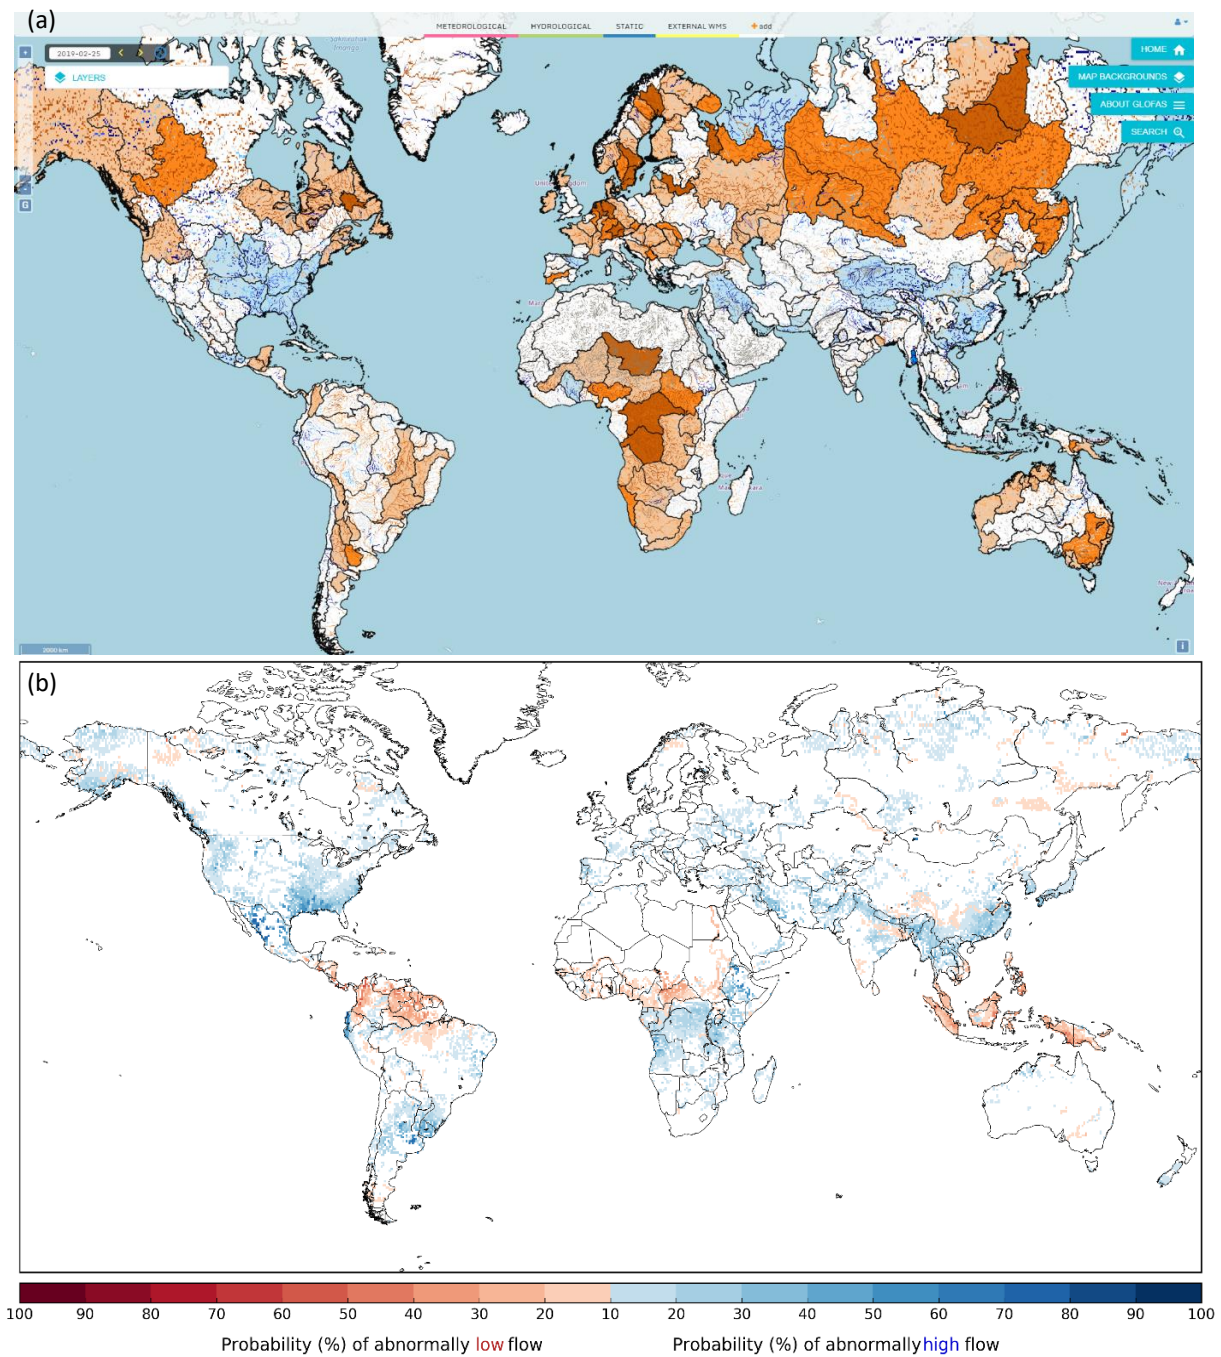 (a)
METEOROLOGICAL HYDROLOGICAL STATIC EXTERNAL WMS + add
2019-02-25
LAYERS
HOME
MAP BACKGROUNDS
ABOUT GLOFAS
SEARCH
G
2000 km
i
(b)
100 90 80 70 60 50 40 30 20 10 20 30 40 50 60 70 80 90 100
Probability (%) of abnormally low flow Probability (%) of abnormally high flow